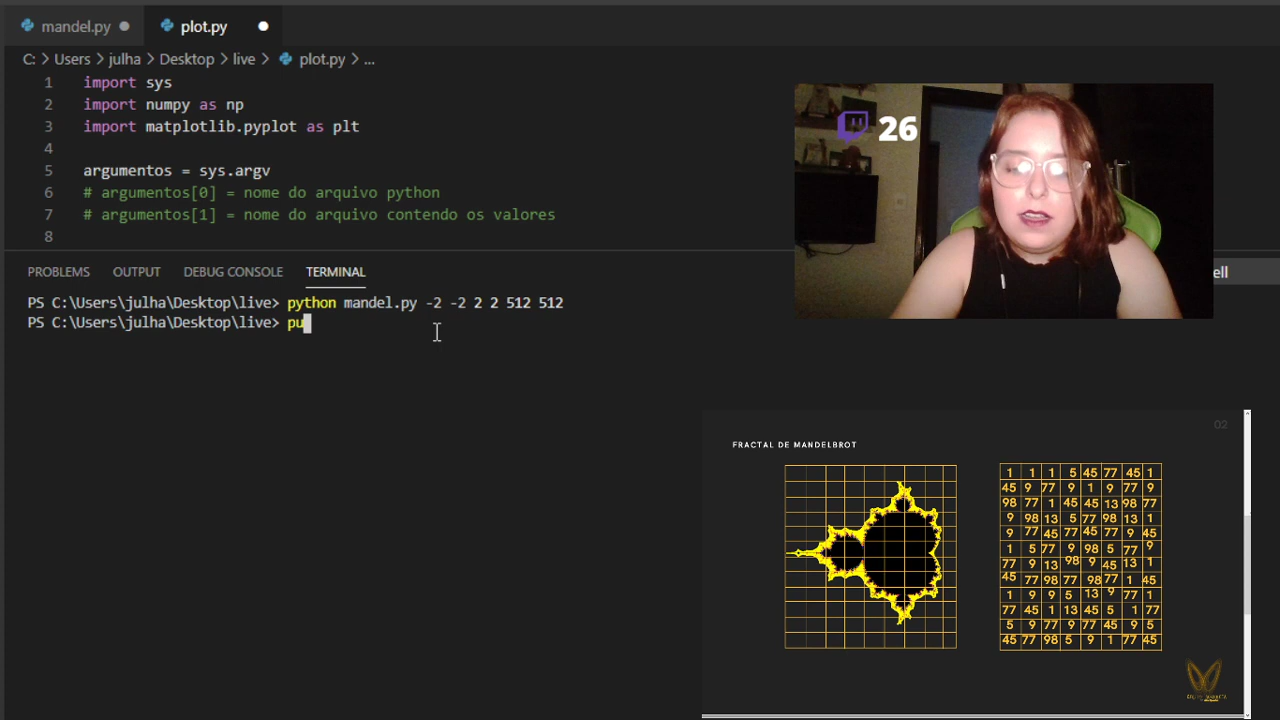 mandel.py
plot.py
C: > Users > julha > Desktop > live > plot.py > ...
1 import sys
2 import numpy as np
3 import matplotlib.pyplot as plt
4
5 argumentos = sys.argv
6 # argumentos[0] = nome do arquivo python
7 # argumentos[1] = nome do arquivo contendo os valores
8
26
PROBLEMS OUTPUT DEBUG CONSOLE TERMINAL
ell
PS C:\Users\julha\Desktop\live> python mandel.py -2 -2 2 2 512 512
PS C:\Users\julha\Desktop\live> pu
02
FRACTAL DE MANDELBROT
1 1 1 5 45 77 45 1
45 9 77 9 1 9 77 9
98 77 1 45 45 13 98 77
9 98 13 5 77 98 13 1
9 77 45 77 45 77 9 45
1 5 77 9 98 5 77 9
77 9 13 98 9 45 13 1
45 77 98 77 98 77 1 45
1 9 9 5 13 9 77 1
77 45 1 13 45 5 1 77
5 9 77 9 77 45 9 5
45 77 98 5 9 1 77 45